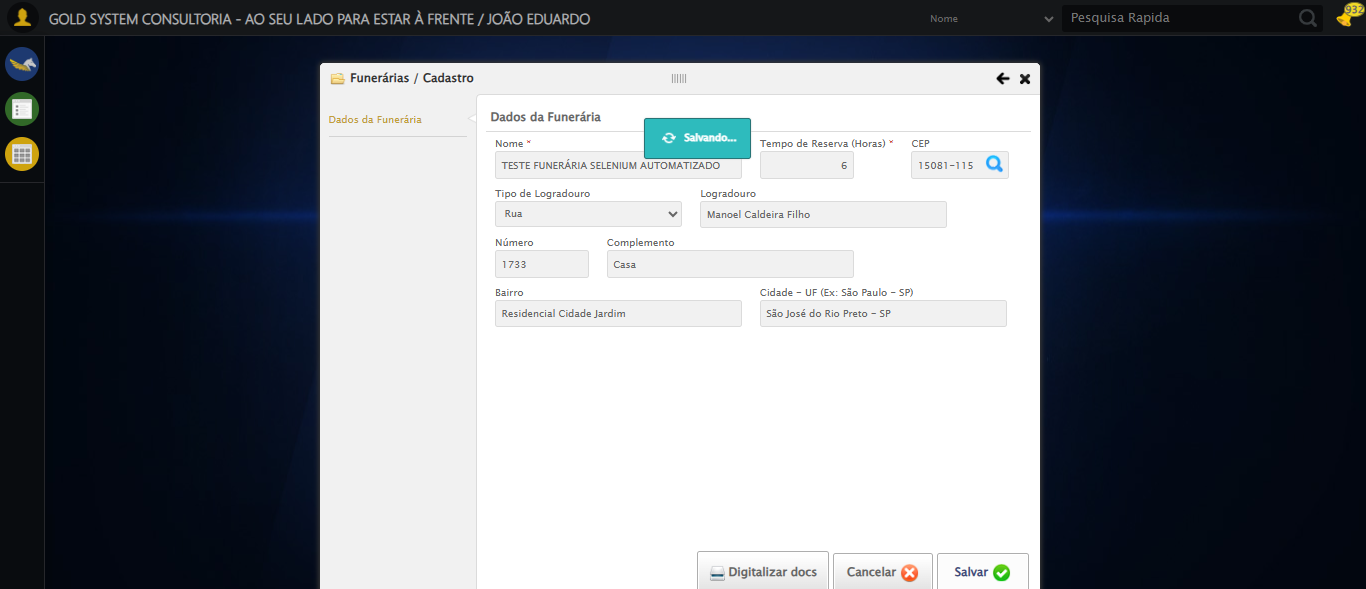 GOLD SYSTEM CONSULTORIA - AO SEU LADO PARA ESTAR À FRENTE / JOÃO EDUARDO
Nome
Pesquisa Rapida
932
Funerárias / Cadastro
Dados da Funerária
Dados da Funerária
Salvando...
Nome *
Tempo de Reserva (Horas) *
CEP
TESTE FUNERÁRIA SELENIUM AUTOMATIZADO
6
15081-115
Tipo de Logradouro
Logradouro
Rua
Manoel Caldeira Filho
Número
Complemento
1733
Casa
Bairro
Cidade - UF (Ex: São Paulo - SP)
Residencial Cidade Jardim
São José do Rio Preto - SP
Digitalizar docs
Cancelar
Salvar